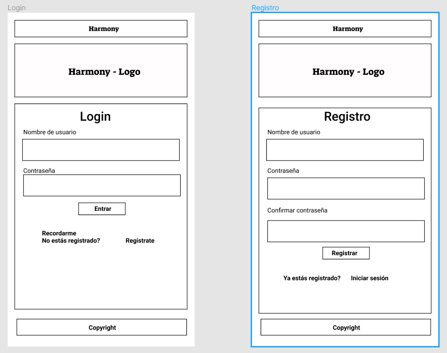 Login
Harmony
Harmony - Logo
Login
Nombre de usuario
Contraseña
Entrar
Recordarme
No estás registrado? Registrate
Copyright
Registro
Harmony
Harmony - Logo
Registro
Nombre de usuario
Contraseña
Confirmar contraseña
Registrar
Ya estás registrado? Iniciar sesión
Copyright